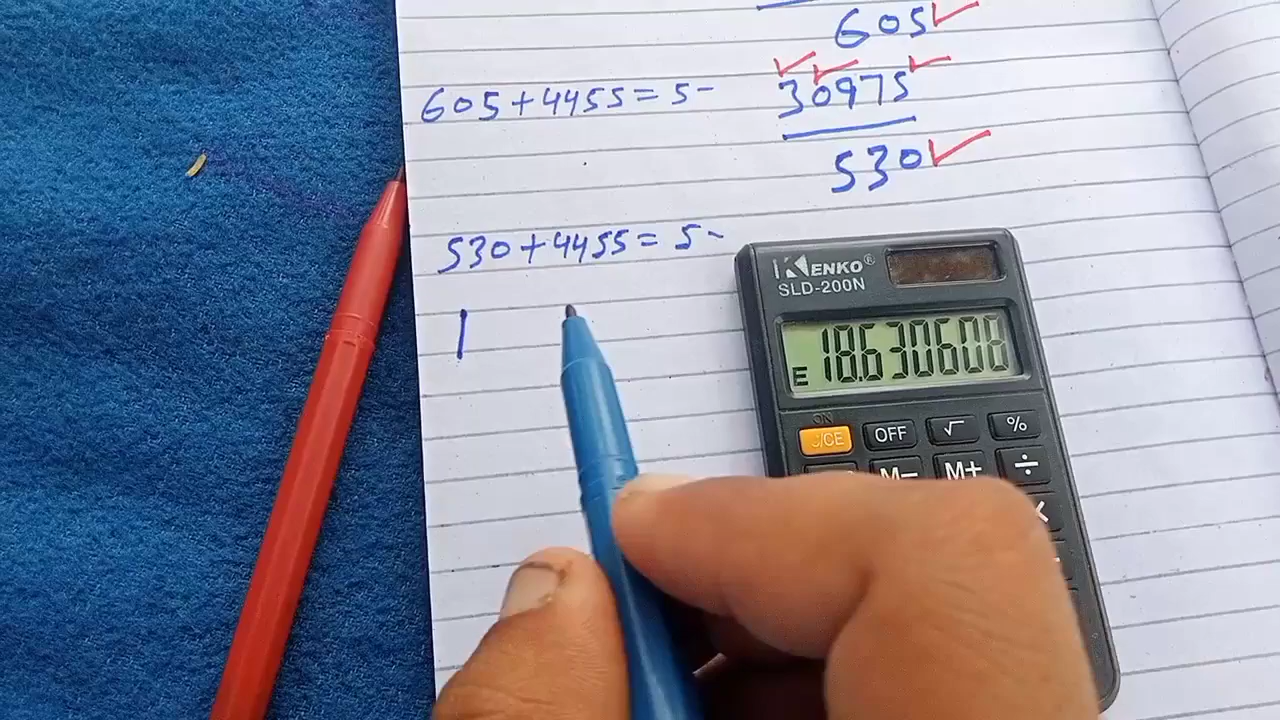 605
605+4455=5-
30975
530
530+4455=5-
1
KENKO®
SLD-200N
E 18.630608
ON
C/CE OFF √ %
M- M+ ÷